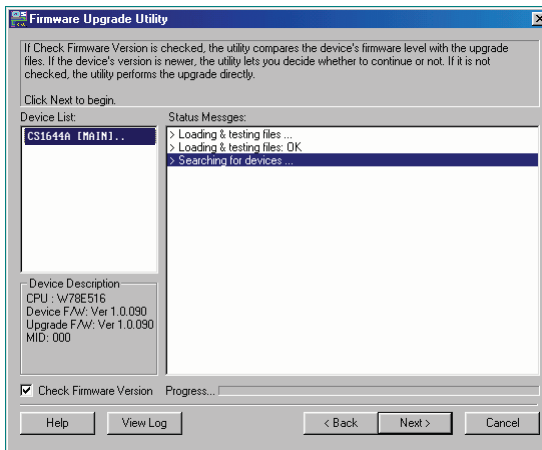 Firmware Upgrade Utility
If Check Firmware Version is checked, the utility compares the device's firmware level with the upgrade
files. If the device's version is newer, the utility lets you decide whether to continue or not. If it is not
checked, the utility performs the upgrade directly.
Click Next to begin.
Device List:
Status Messges:
CS1644A [MAIN]..
> Loading & testing files ...
> Loading & testing files: OK
> Searching for devices ...
Device Description
CPU : W78E516
Device F/W: Ver 1.0.090
Upgrade F/W: Ver 1.0.090
MID: 000
Check Firmware Version
Progress...
Help
View Log
< Back
Next >
Cancel